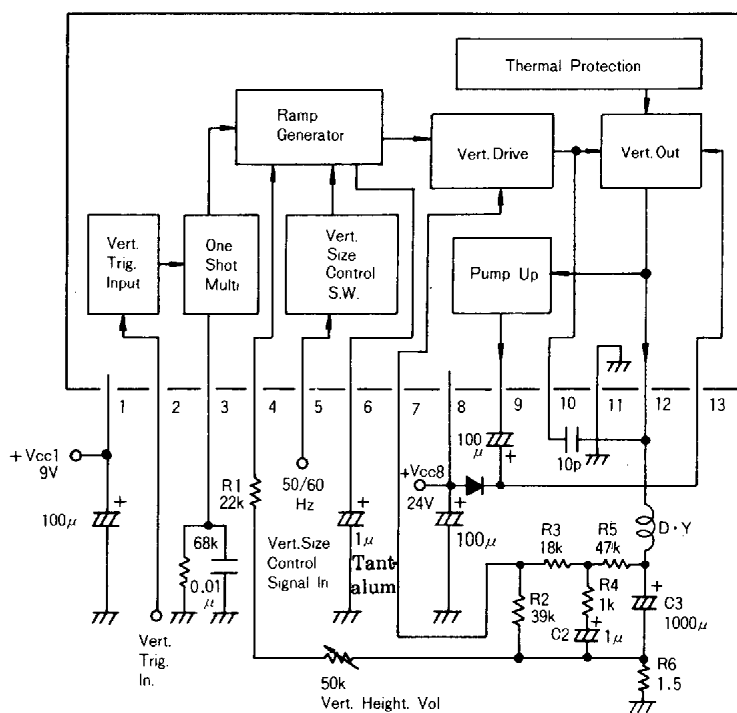 Thermal Protection
Ramp
Generator
Vert. Drive
Vert. Out
Vert.
Trig.
Input
One
Shot
Multi
Vert.
Size
Control
S.W.
Pump Up
1
2
3
4
5
6
7
8
9
10
11
12
13
+Vcc1
9V
100μ
+
68k
0.01
μ
R1
22k
50/60
Hz
Vert.Size
Control
Signal In
+
1μ
Tant-
alum
+Vcc8
24V
+
100μ
100
μ
+
10p
D·Y
R3
18k
R5
47k
R2
39k
R4
1k
C2
+
1μ
+
C3
1000μ
R6
1.5
Vert.
Trig.
In.
50k
Vert. Height. Vol